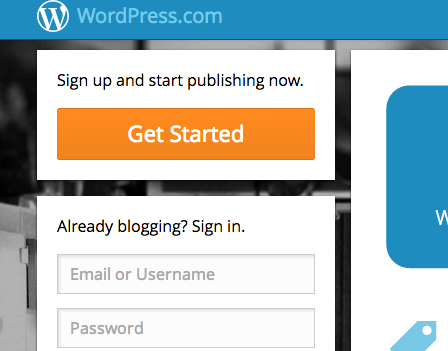 WordPress.com
Sign up and start publishing now.
Get Started
Already blogging? Sign in.
Email or Username
Password
W